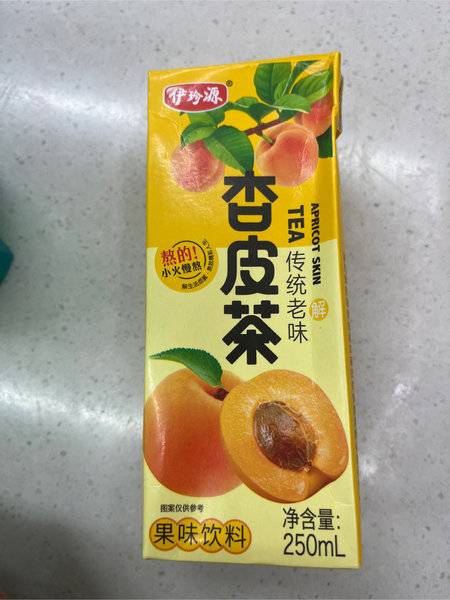 伊珍源®
杏皮茶
APRICOT SKIN
TEA
传统老味
解
熬的!
小火慢熬
图案仅供参考
果味饮料
净含量:
250mL